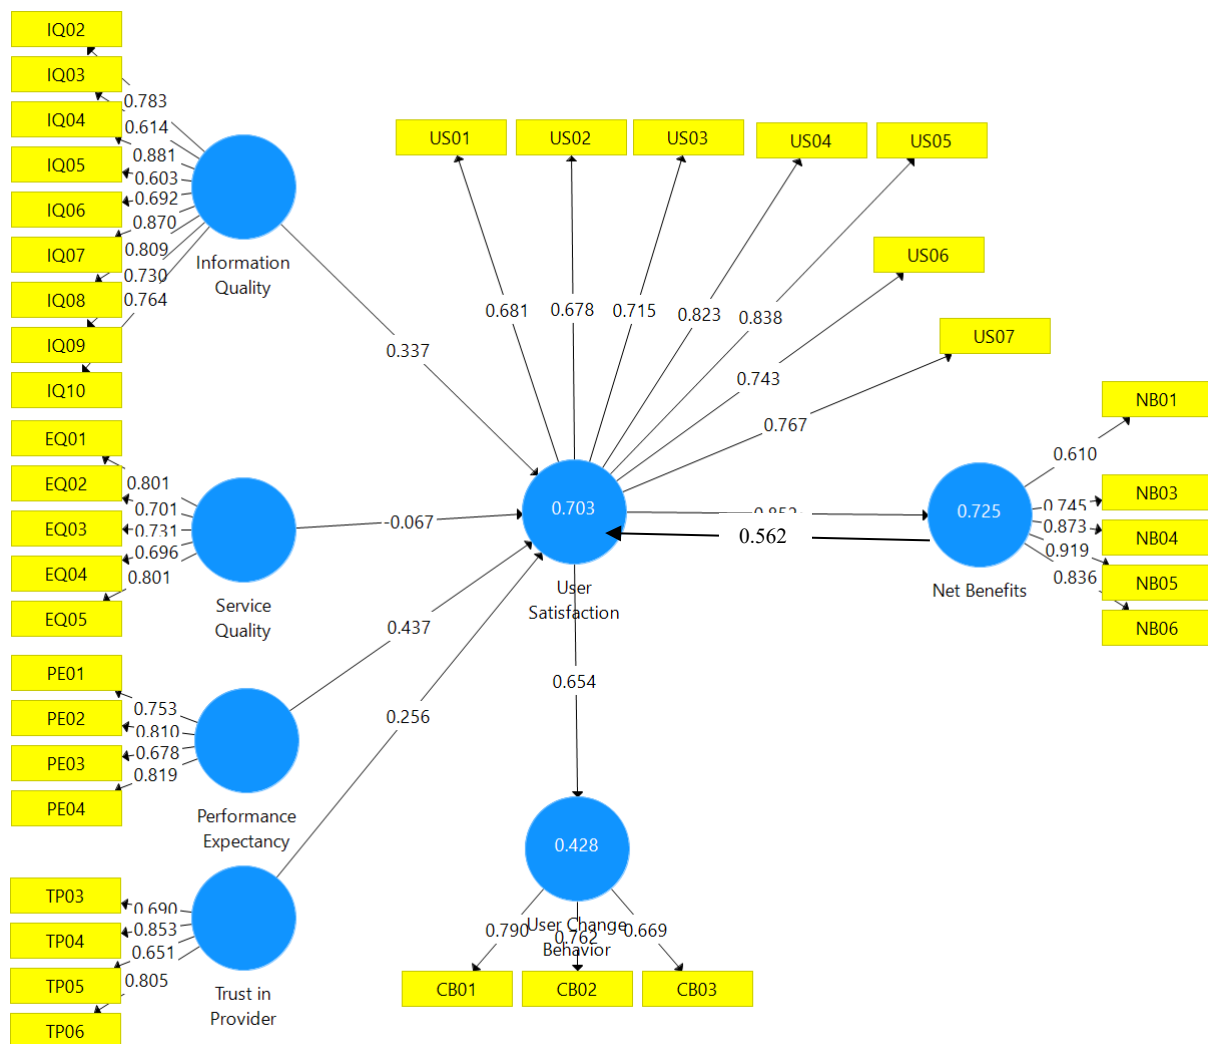 IQ02
IQ03
IQ04
IQ05
IQ06
IQ07
IQ08
IQ09
IQ10
0.783
0.614
0.881
0.603
0.692
0.870
0.809
0.730
0.764
Information
Quality
EQ01
EQ02
EQ03
EQ04
EQ05
0.801
0.701
0.731
0.696
0.801
Service
Quality
PE01
PE02
PE03
PE04
0.753
0.810
0.678
0.819
Performance
Expectancy
TP03
TP04
TP05
TP06
0.690
0.853
0.651
0.805
Trust in
Provider
0.337
-0.067
0.437
0.256
US01
US02
US03
US04
US05
US06
US07
0.681
0.678
0.715
0.823
0.838
0.743
0.767
0.703
User
Satisfaction
0.852
0.562
0.654
0.725
Net Benefits
NB01
NB03
NB04
NB05
NB06
0.610
0.745
0.873
0.919
0.836
0.428
User Change
Behavior
0.790
0.762
0.669
CB01
CB02
CB03